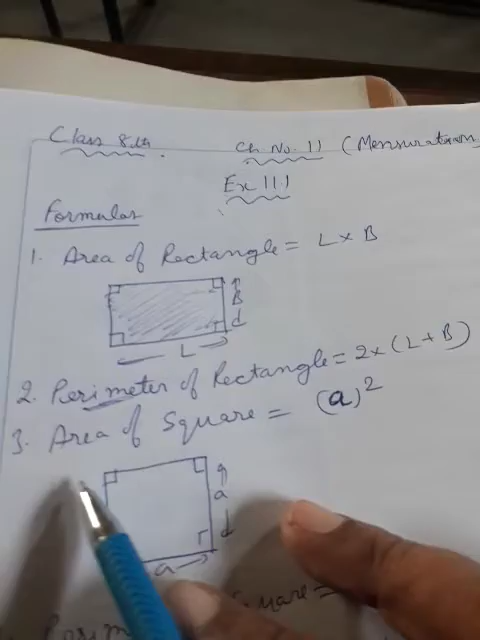 Class 8th. Ch No. 11 (Mensuration
Ex 11.1
Formulas
1. Area of Rectangle = L × B
B
L
2. Perimeter of Rectangle = 2 × (L + B)
3. Area of Square = (a)²
a
a
Square =